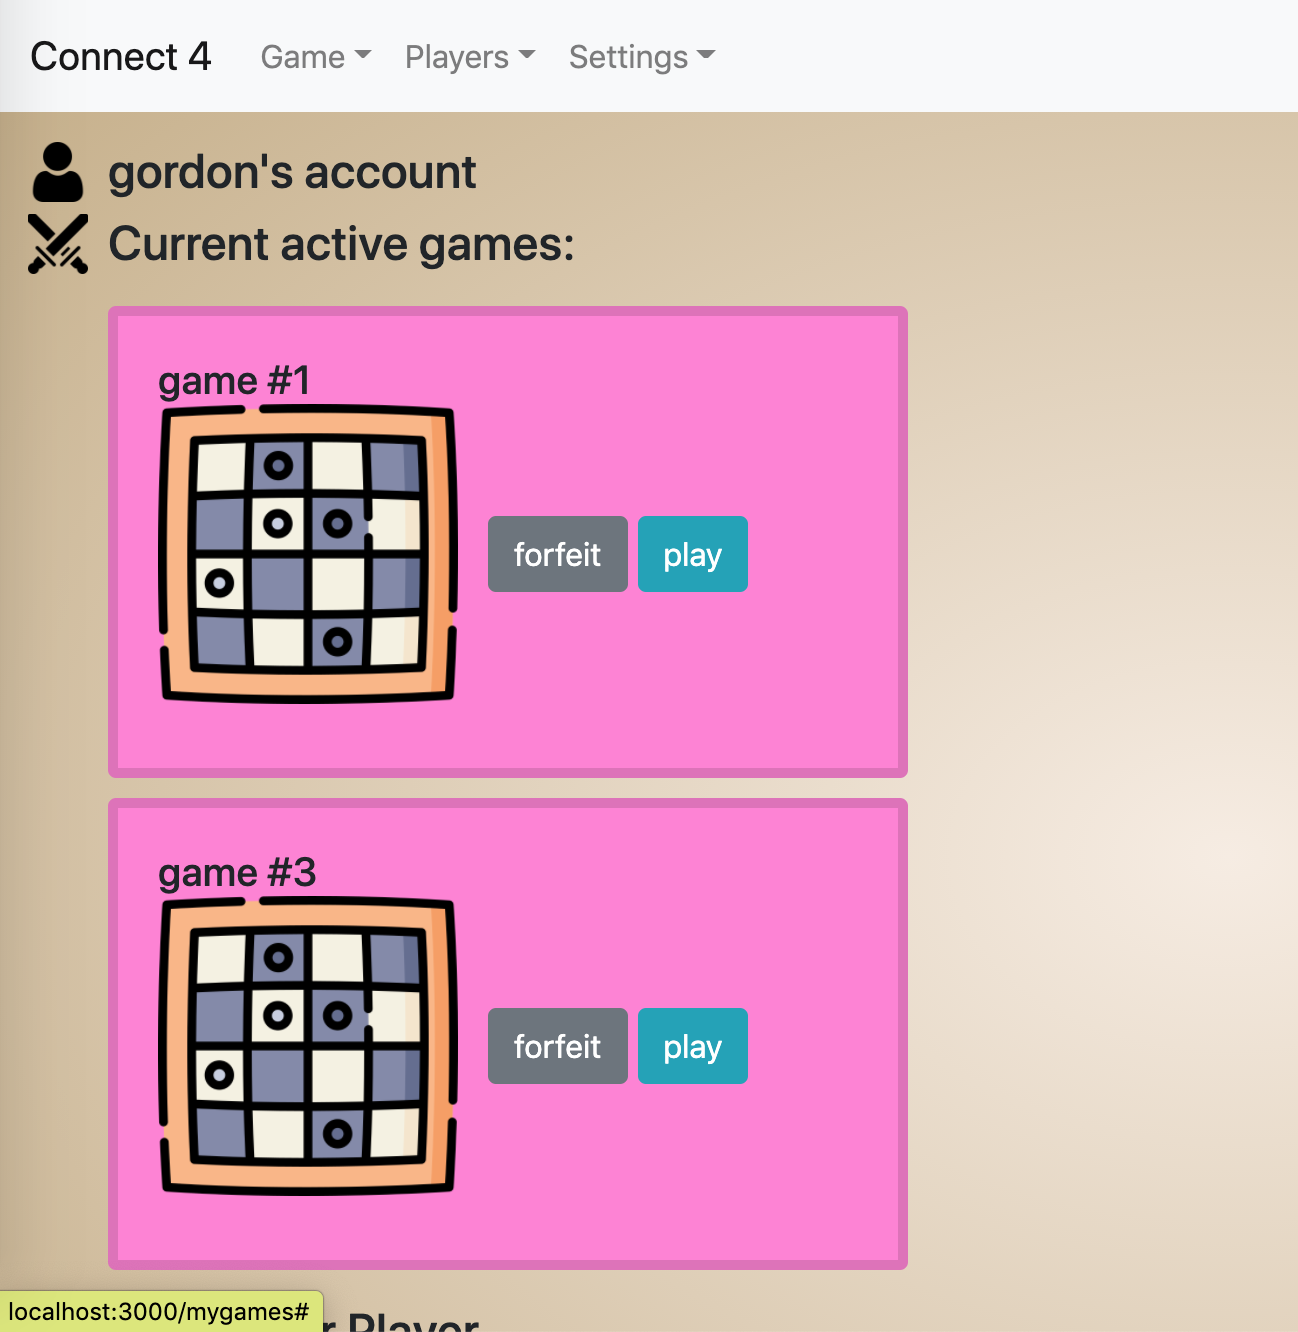 Connect 4 Game Players Settings
gordon's account
Current active games:
game #1
forfeit play
game #3
forfeit play
localhost:3000/mygames#
Player